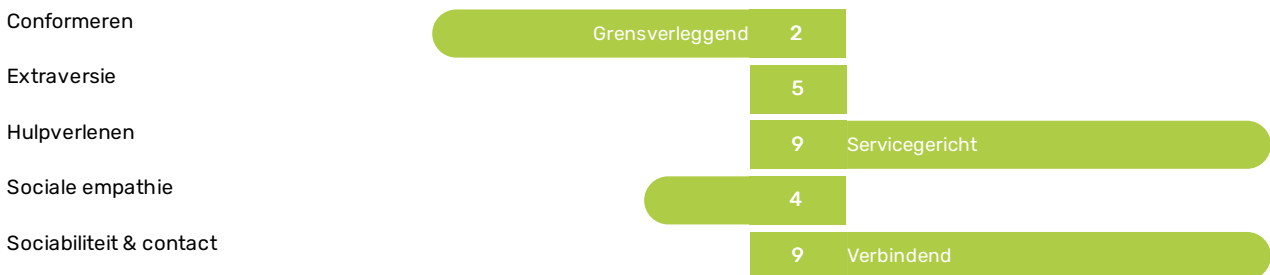 Conformeren Grensverleggend 2
Extraversie 5
Hulpverlenen 9 Servicegericht
Sociale empathie 4
Sociabiliteit & contact 9 Verbindend